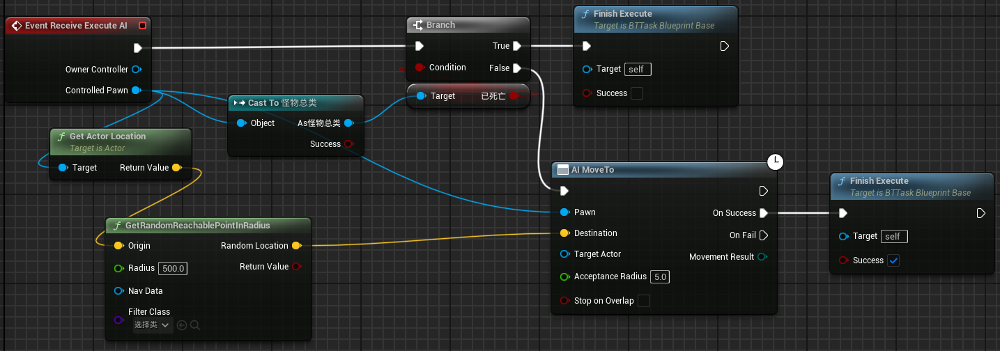 Event Receive Execute AI
Owner Controller
Controlled Pawn
Branch
True
Condition
False
Finish Execute
Target is BTTask Blueprint Base
Target self
Success
Cast To 怪物总类
Object
As怪物总类
Success
Target
已死亡
Get Actor Location
Target is Actor
Target
Return Value
GetRandomReachablePointInRadius
Origin
Random Location
Radius 500.0
Return Value
Nav Data
Filter Class
选择类
AI MoveTo
Pawn
On Success
Destination
On Fail
Target Actor
Movement Result
Acceptance Radius 5.0
Stop on Overlap
Finish Execute
Target is BTTask Blueprint Base
Target self
Success